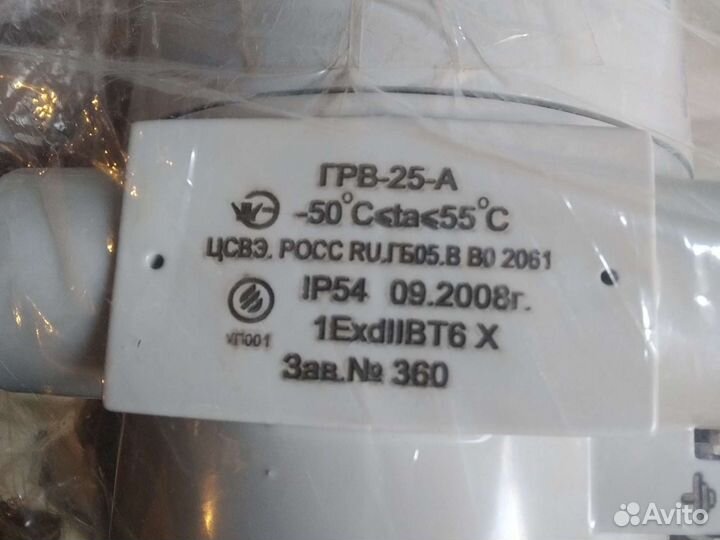 ГРВ-25-А
-50°С⩽ta⩽55°С
ЦСВЭ. РОСС RU.ГБ05.В В0 2061
IP54 09.2008г.
1ExdIIBT6 X
УП001
Зав.№ 360
Avito